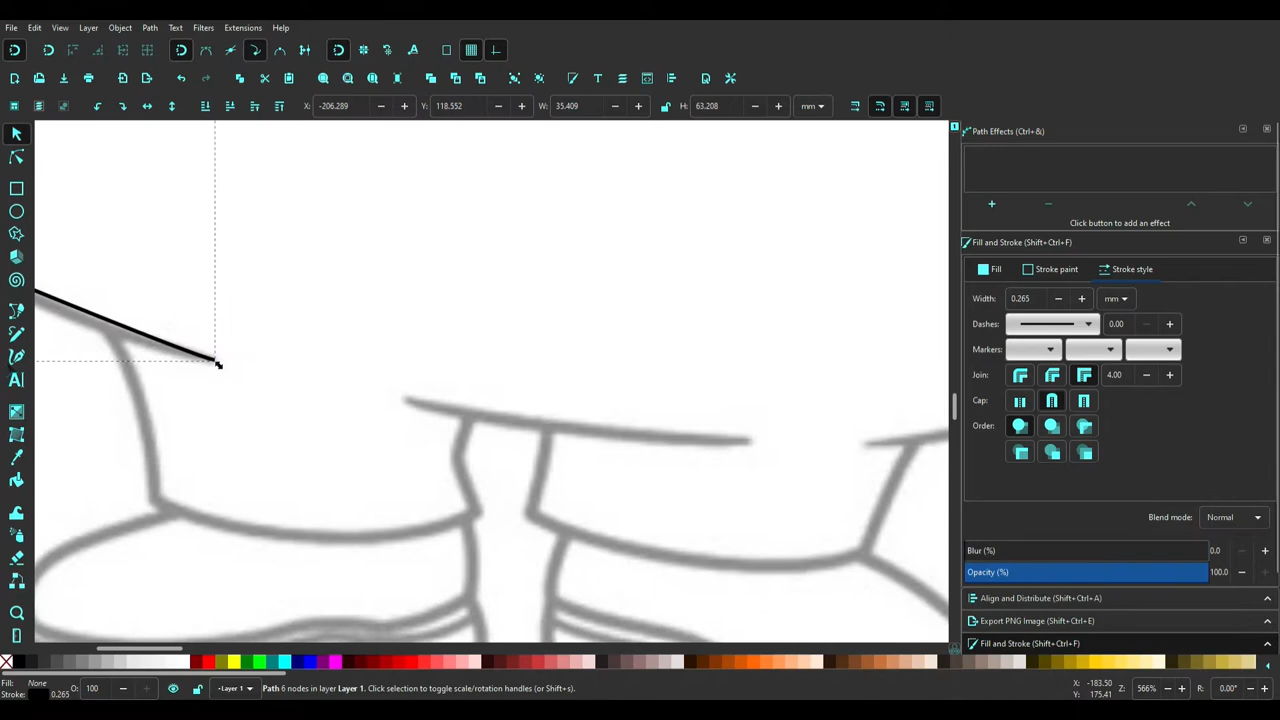 File Edit View Layer Object Path Text Filters Extensions Help
X: -206.289 Y: 118.552 W: 35.409 H: 63.208 mm
Path Effects (Ctrl+&)
Click button to add an effect
Fill and Stroke (Shift+Ctrl+F)
Fill Stroke paint Stroke style
Width: 0.265 mm
Dashes: 0.00
Markers:
Join: 4.00
Cap:
Order:
Blend mode: Normal
Blur (%) 0.0
Opacity (%) 100.0
Align and Distribute (Shift+Ctrl+A)
Export PNG Image (Shift+Ctrl+E)
Fill and Stroke (Shift+Ctrl+F)
Fill: None
Stroke: 0.265
O: 100
Layer 1
Path 6 nodes in layer Layer 1. Click selection to toggle scale/rotation handles (or Shift+s).
X: -183.50
Y: 175.41
Z: 566%
R: 0.00°